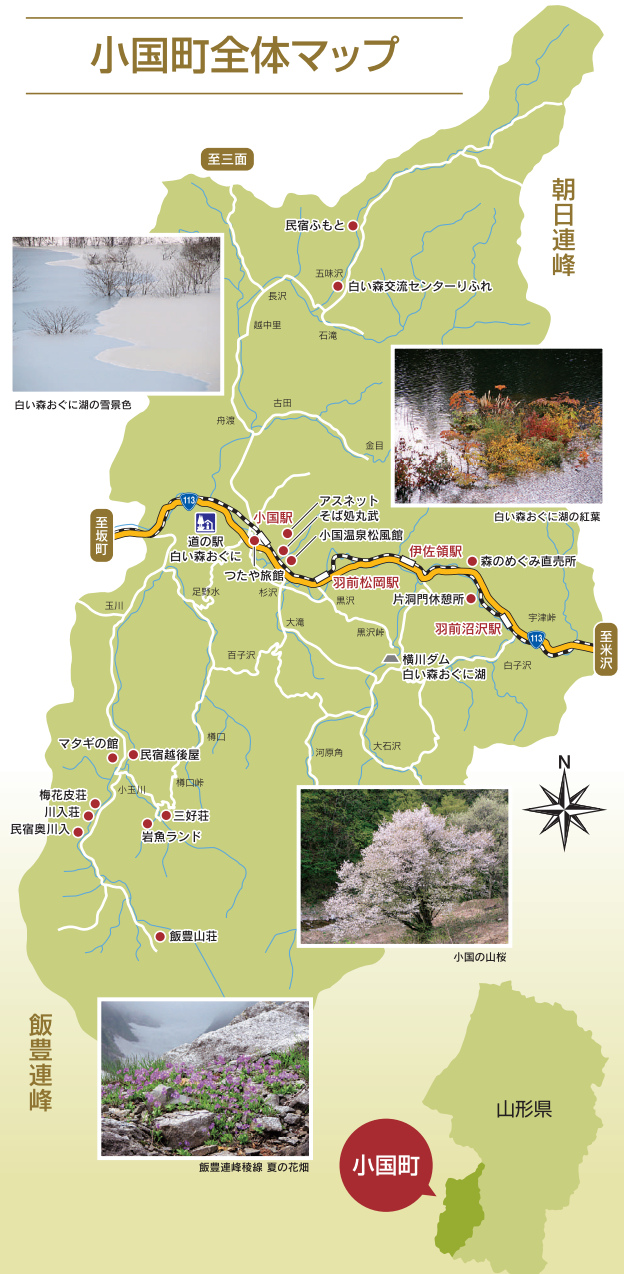 小国町全体マップ
至三面
朝日連峰
民宿ふもと
五味沢
白い森交流センターりふれ
長沢
越中里
石滝
白い森おぐに湖の雪景色
古田
舟渡
金目
白い森おぐに湖の紅葉
113
至坂町
小国駅
アスネット
そば処丸武
小国温泉松風館
道の駅
白い森おぐに
つたや旅館
伊佐領駅
森のめぐみ直売所
羽前松岡駅
足野水
杉沢
黒沢
片洞門休憩所
玉川
大滝
黒沢峠
羽前沼沢駅
宇津峠
113
至米沢
百子沢
横川ダム
白い森おぐに湖
白子沢
樽口
マタギの館
民宿越後屋
河原角
大石沢
小玉川
樽口峠
梅花皮荘
川入荘
民宿奥川入
三好荘
岩魚ランド
N
飯豊山荘
小国の山桜
飯豊連峰
飯豊連峰稜線 夏の花畑
山形県
小国町